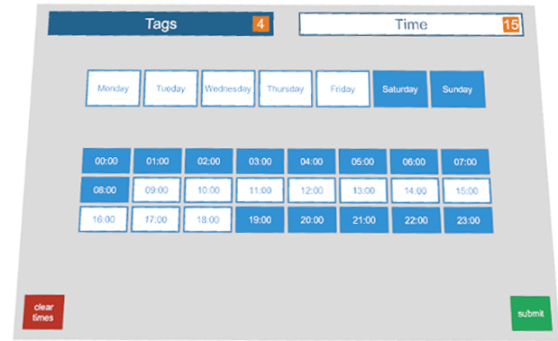 Tags 4 Time 15
Monday Tueday Wednesday Thursday Friday Saturday Sunday
00:00 01:00 02:00 03:00 04:00 05:00 06:00 07:00
08:00 09:00 10:00 11:00 12:00 13:00 14:00 15:00
16:00 17:00 18:00 19:00 20:00 21:00 22:00 23:00
clear
times
submit